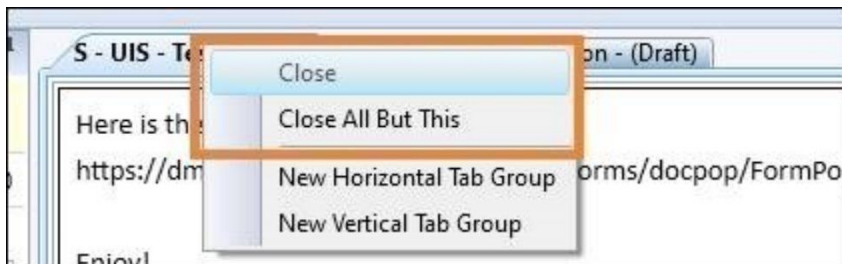 S - UIS - Te on - (Draft)
Close
Here is th Close All But This
https://dm orms/docpop/FormPo
New Horizontal Tab Group
New Vertical Tab Group
Enjoy!